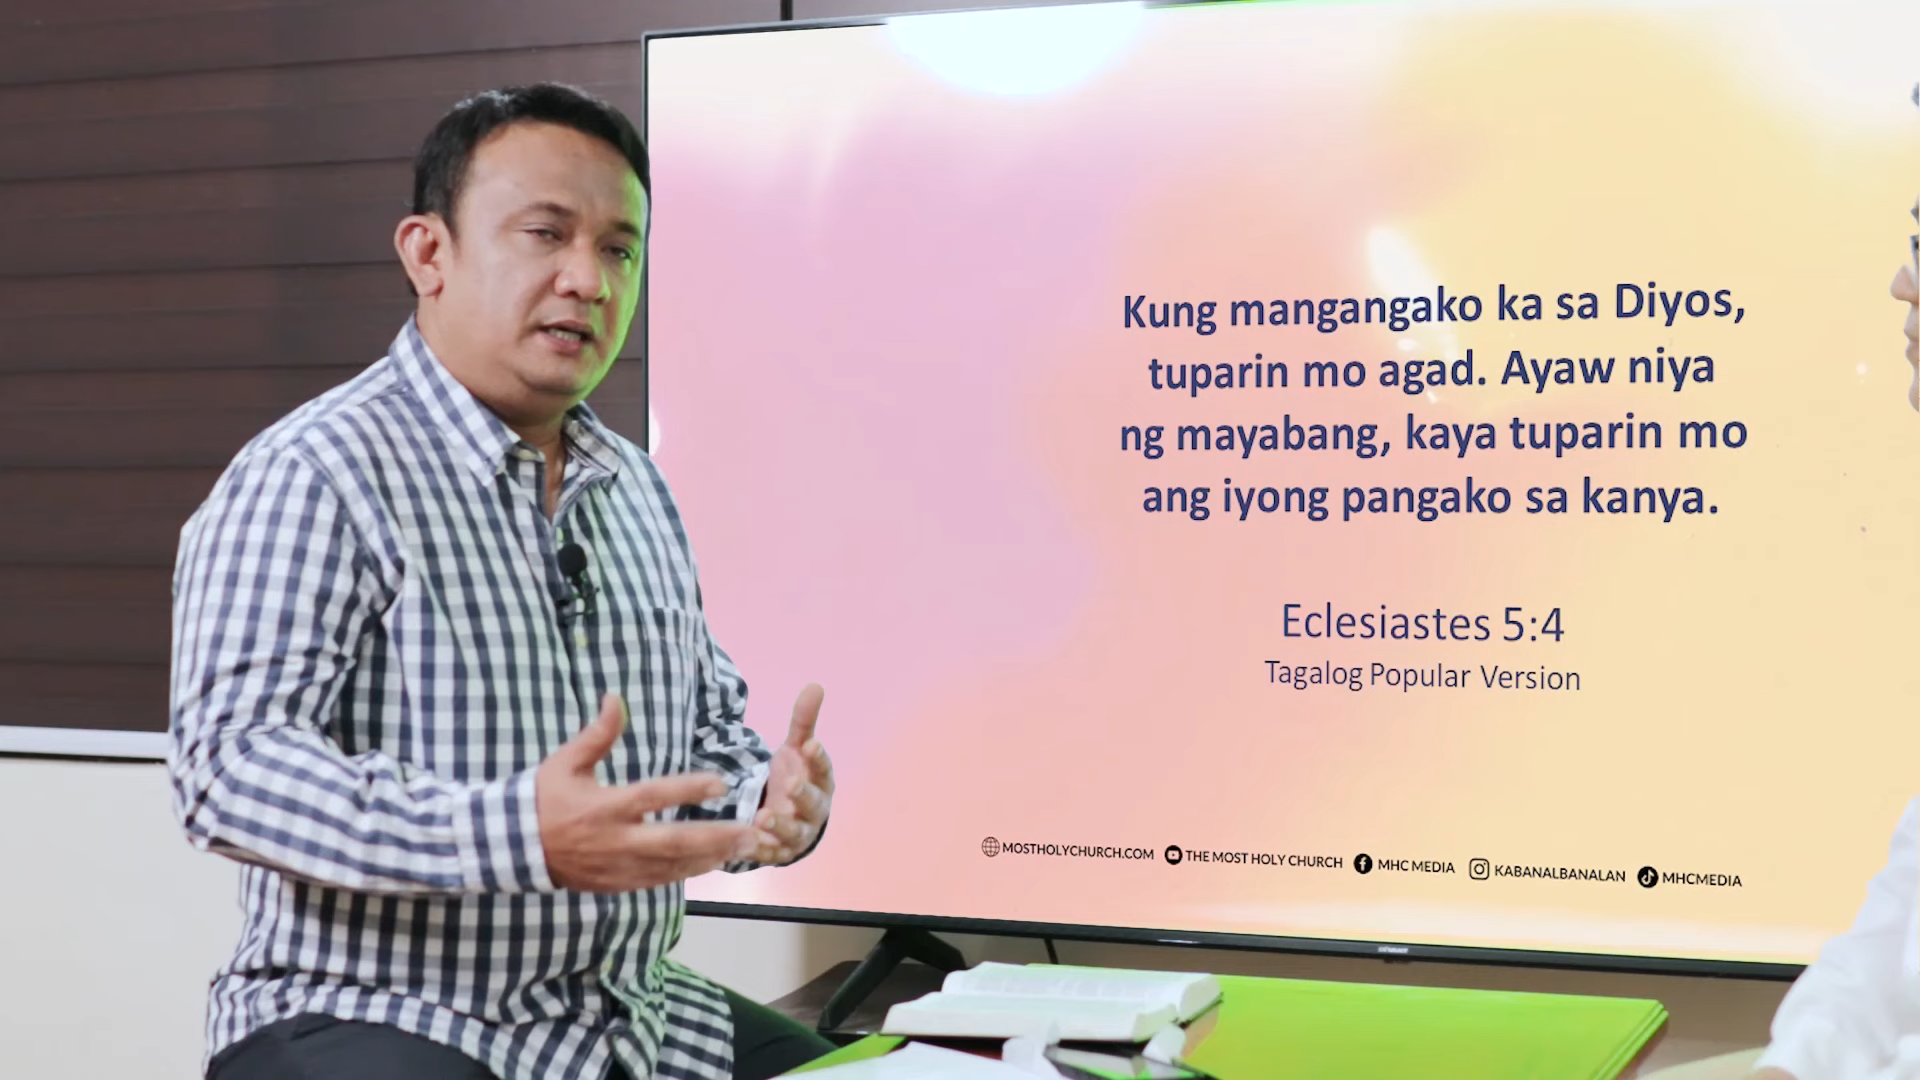 Kung mangangako ka sa Diyos,
tuparin mo agad. Ayaw niya
ng mayabang, kaya tuparin mo
ang iyong pangako sa kanya.
Eclesiastes 5:4
Tagalog Popular Version
MOSTHOLYCHURCH.COM THE MOST HOLY CHURCH MHC MEDIA KABANALBANALAN MHCMEDIA